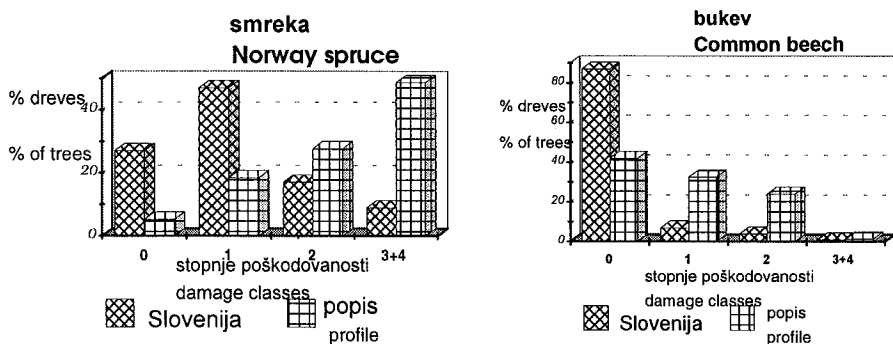 smreka
Norway spruce
% dreves
% of trees
40
20
0
0 1 2 3+4
stopnje poškodovanosti
damage classes
Slovenija
popis
profile
bukev
Common beech
% dreves
% of trees
80
60
40
20
0
0 1 2 3+4
stopnje poškodovanosti
damage classes
Slovenija
popis
profile